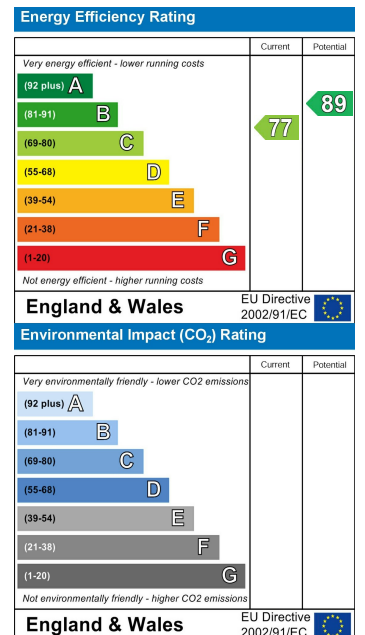 Energy Efficiency Rating
Current Potential
Very energy efficient - lower running costs
(92 plus) A
(81-91) B
(69-80) C
(55-68) D
(39-54) E
(21-38) F
(1-20) G
77
89
Not energy efficient - higher running costs
England & Wales
EU Directive
2002/91/EC
Environmental Impact (CO₂) Rating
Current Potential
Very environmentally friendly - lower CO2 emissions
(92 plus) A
(81-91) B
(69-80) C
(55-68) D
(39-54) E
(21-38) F
(1-20) G
Not environmentally friendly - higher CO2 emissions
England & Wales
EU Directive
2002/91/EC